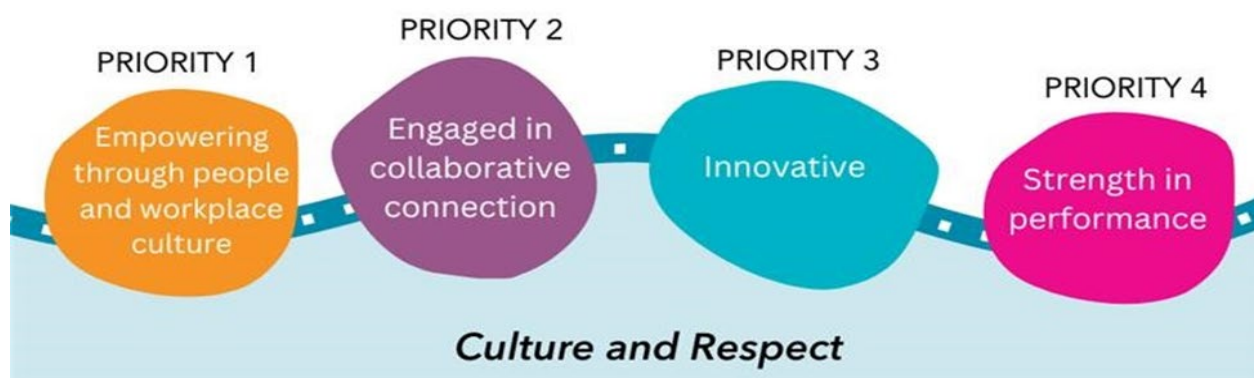 PRIORITY 1
Empowering
through people
and workplace
culture
PRIORITY 2
Engaged in
collaborative
connection
PRIORITY 3
Innovative
PRIORITY 4
Strength in
performance
Culture and Respect